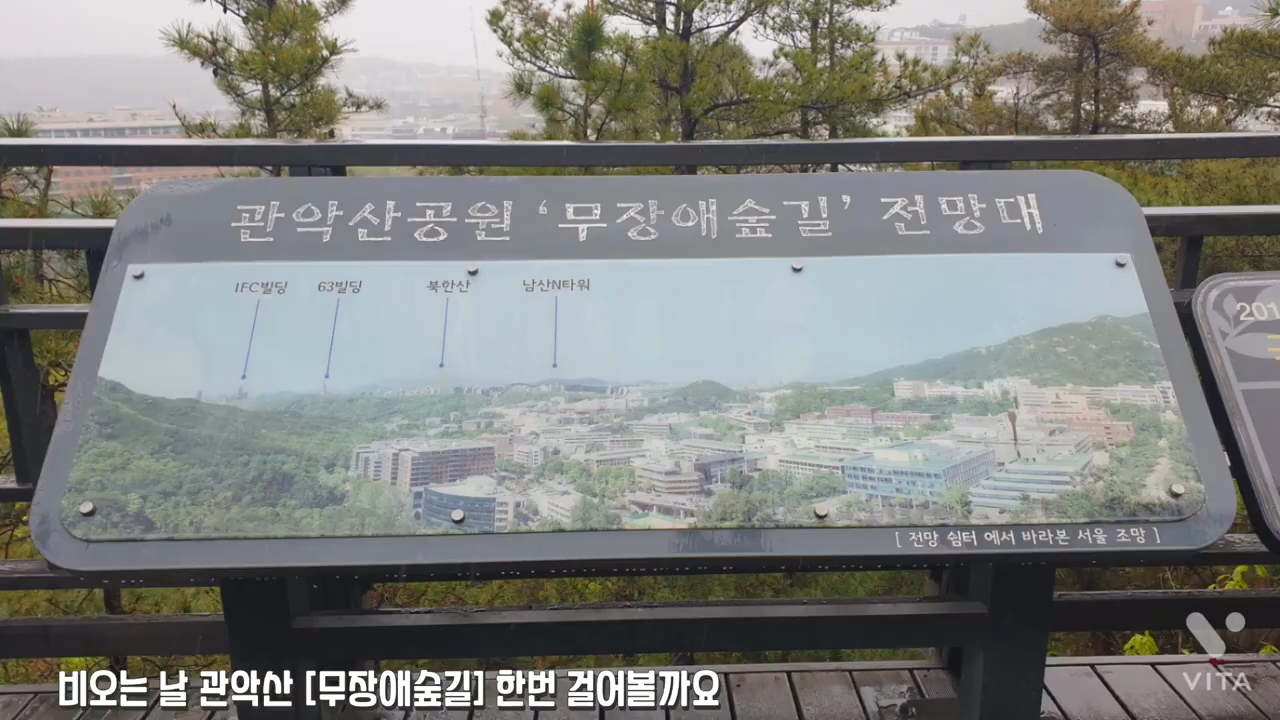 관악산공원 ‘무장애숲길’ 전망대
IFC빌딩 63빌딩 북한산 남산N타워
201
[ 전망 쉼터 에서 바라본 서울 조망 ]
비오는 날 관악산 [무장애숲길] 한번 걸어볼까요
VITA